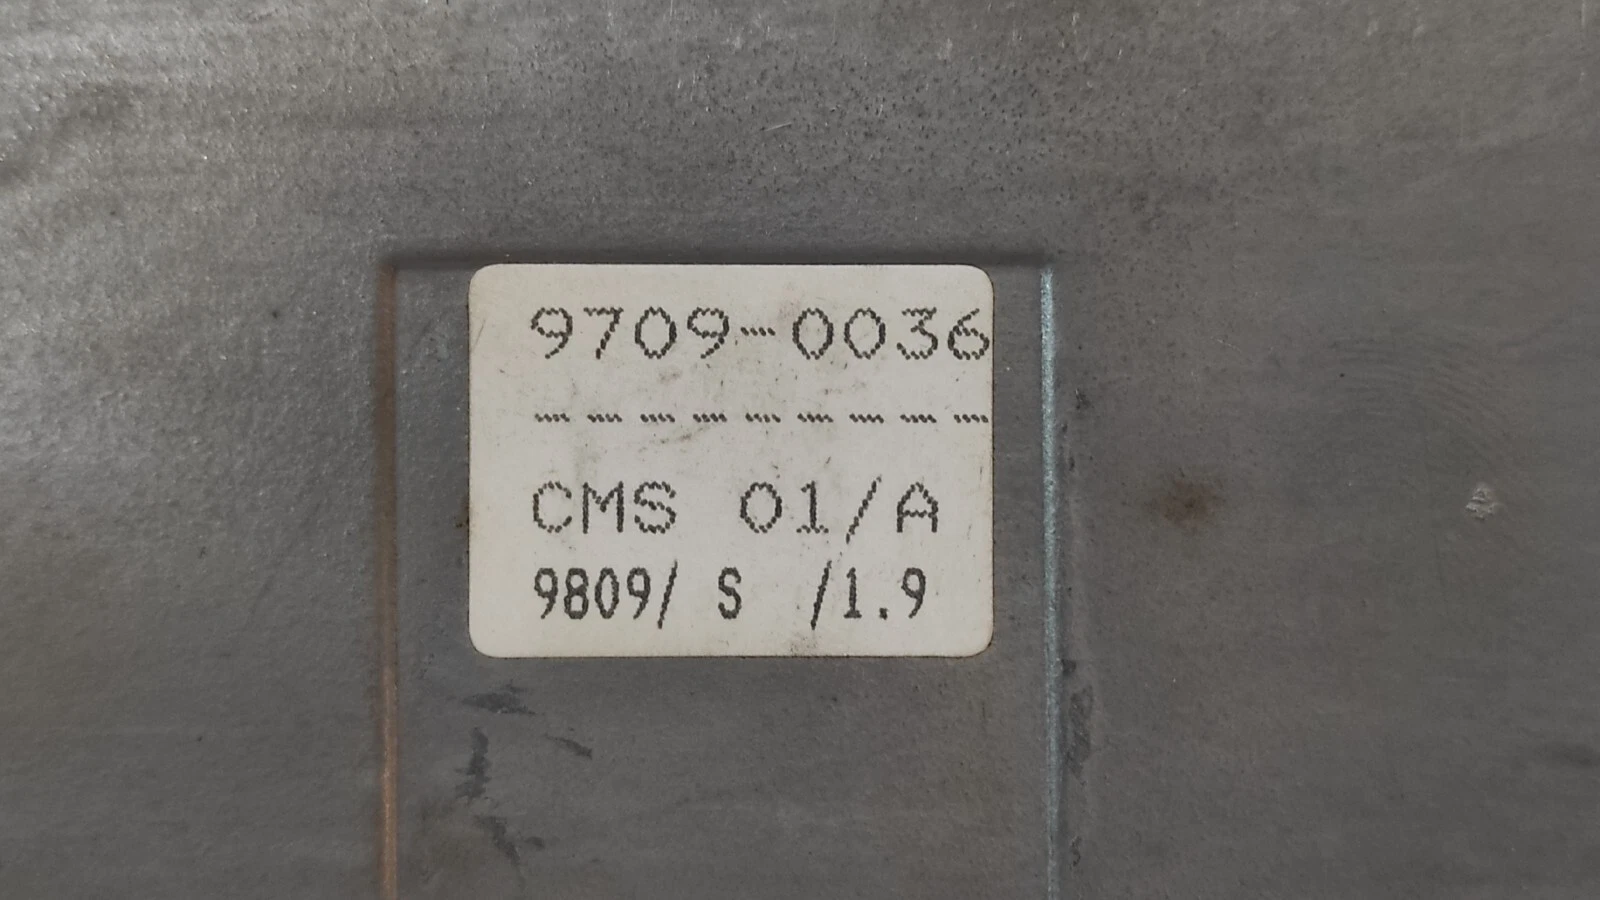 9709-0036
- - - - - - - - -
CMS 01/A
9809/ S /1.9